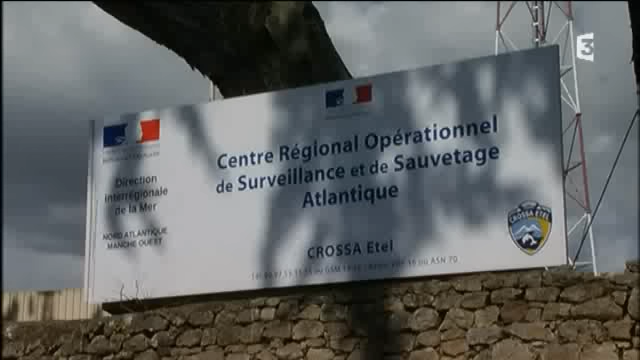 3
Centre Régional Opérationnel
de Surveillance et de Sauvetage
Atlantique
CROSSA Etel
Direction
interrégionale
de la Mer
NORD ATLANTIQUE
MANCHE OUEST
CROSSA ETEL